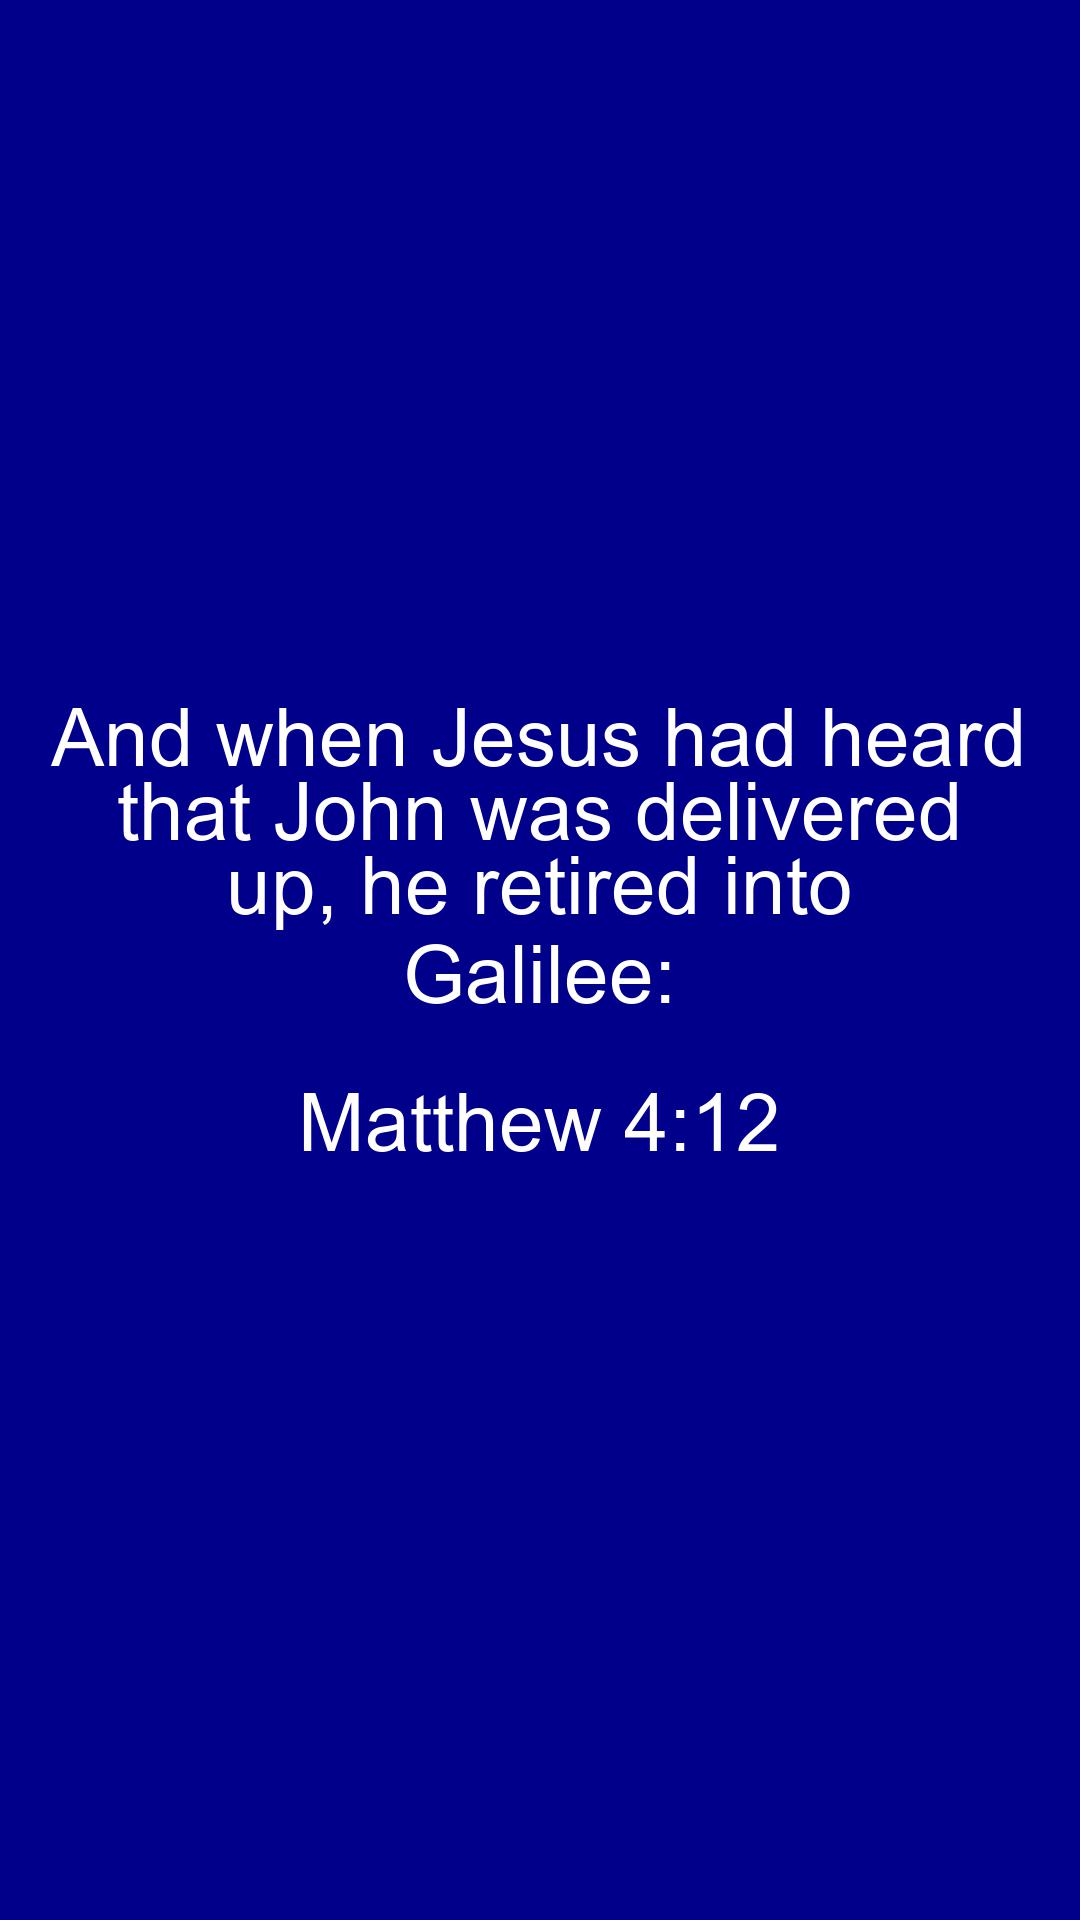 And when Jesus had heard
that John was delivered
up, he retired into
Galilee:
Matthew 4:12